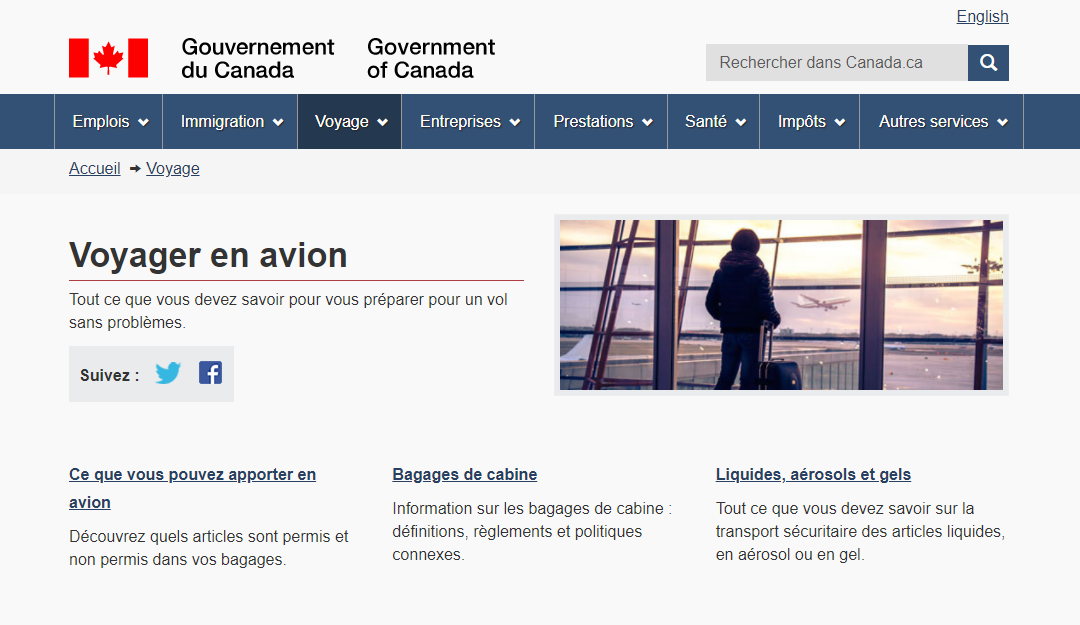 English
Gouvernement
du Canada
Government
of Canada
Rechercher dans Canada.ca
Emplois
Immigration
Voyage
Entreprises
Prestations
Santé
Impôts
Autres services
Accueil
Voyage
Voyager en avion
Tout ce que vous devez savoir pour vous préparer pour un vol
sans problèmes.
Suivez :
Ce que vous pouvez apporter en
avion
Découvrez quels articles sont permis et
non permis dans vos bagages.
Bagages de cabine
Information sur les bagages de cabine :
définitions, règlements et politiques
connexes.
Liquides, aérosols et gels
Tout ce que vous devez savoir sur la
transport sécuritaire des articles liquides,
en aérosol ou en gel.